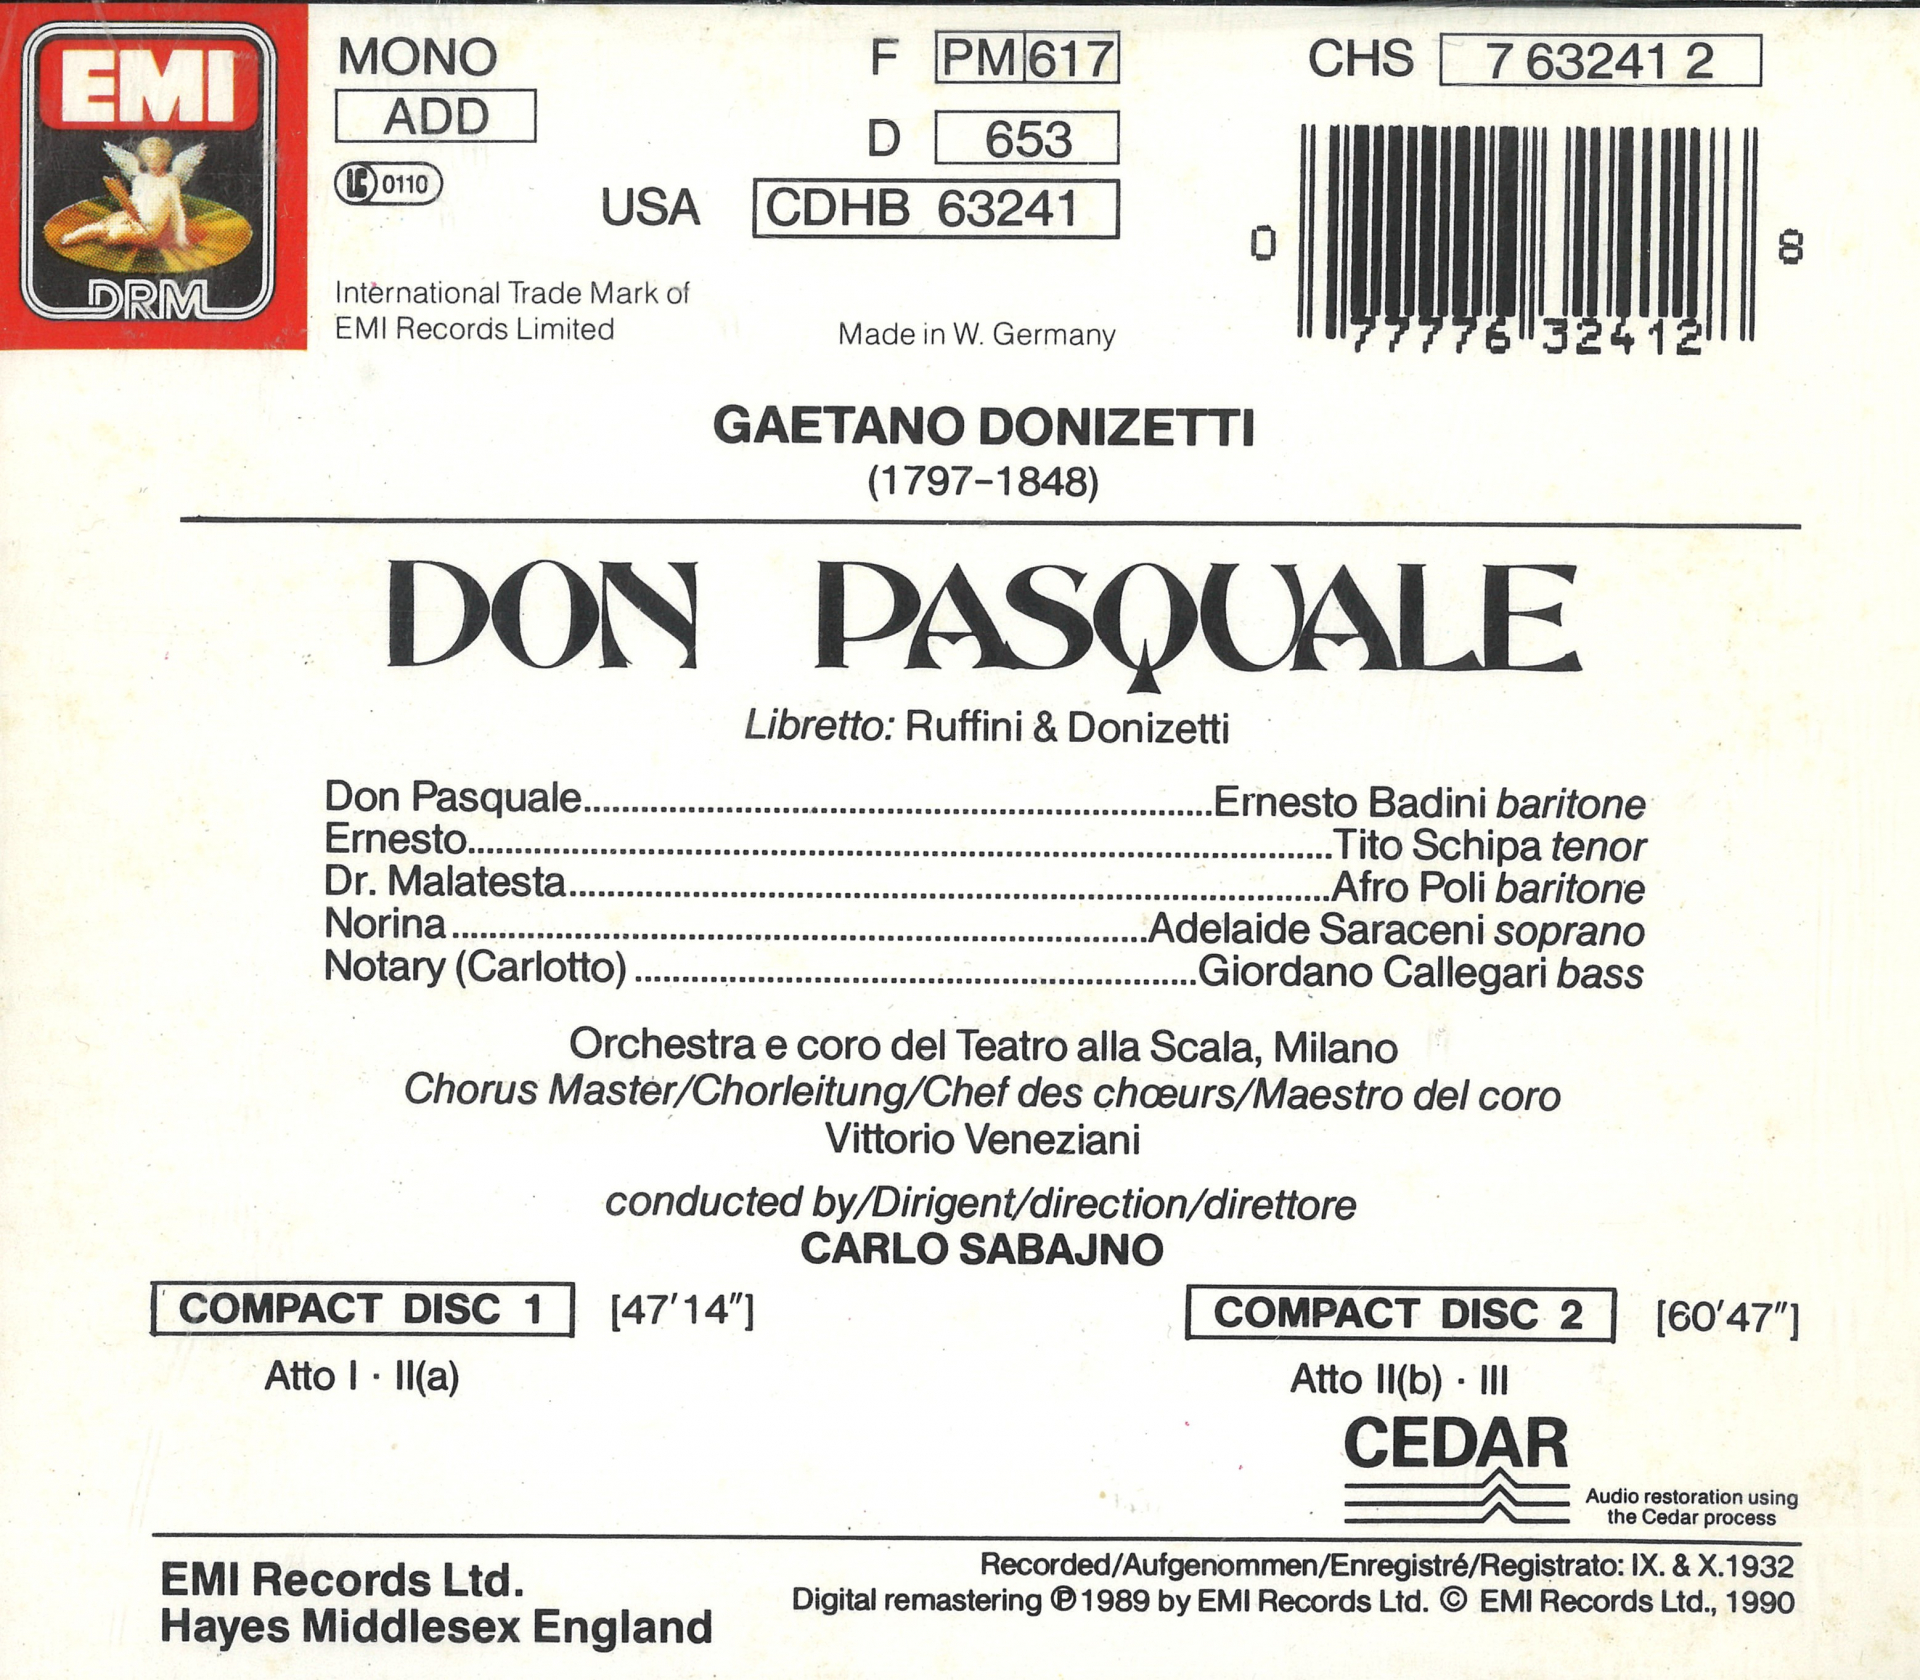 EMI
DRM
MONO
ADD
LC 0110
F PM 617
D 653
USA CDHB 63241
CHS 7 63241 2
0 77776 32412 8
International Trade Mark of
EMI Records Limited
Made in W. Germany
GAETANO DONIZETTI
(1797–1848)
DON PASQUALE
Libretto: Ruffini & Donizetti
Don Pasquale Ernesto Badini baritone
Ernesto Tito Schipa tenor
Dr. Malatesta Afro Poli baritone
Norina Adelaide Saraceni soprano
Notary (Carlotto) Giordano Callegari bass
Orchestra e coro del Teatro alla Scala, Milano
Chorus Master/Chorleitung/Chef des chœurs/Maestro del coro
Vittorio Veneziani
conducted by/Dirigent/direction/direttore
CARLO SABAJNO
COMPACT DISC 1 [47′14″]
Atto I · II(a)
COMPACT DISC 2 [60′47″]
Atto II(b) · III
CEDAR
Audio restoration using
the Cedar process
EMI Records Ltd.
Hayes Middlesex England
Recorded/Aufgenommen/Enregistré/Registrato: IX. & X.1932
Digital remastering ℗1989 by EMI Records Ltd. © EMI Records Ltd., 1990